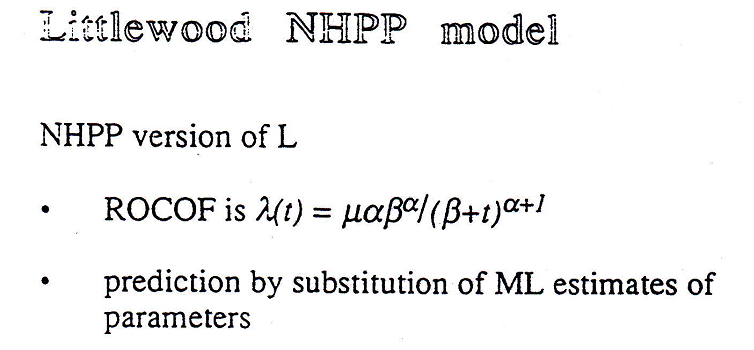 Littlewood NHPP model
NHPP version of L
• ROCOF is λ(t) = μαβ^α/(β+t)^α+1
• prediction by substitution of ML estimates of
parameters